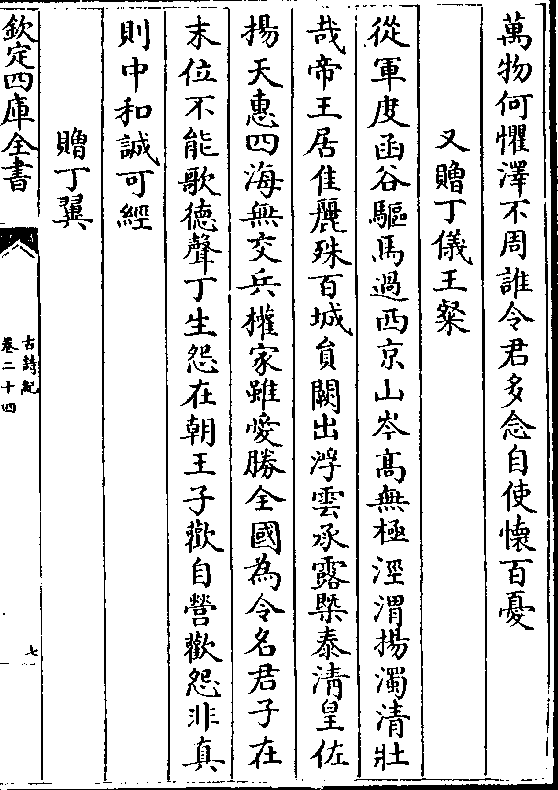 萬物何懼澤不周誰令君多念自使懷百憂
又贈丁儀王粲
從軍度函谷驅馬過西京山岑髙無極涇渭揚濁清壯
哉帝王居佳麗殊百城貟闕出浮雲承露槩泰清皇佐
揚天惠四海無交兵權家雖愛勝全國為令名君子在
末位不能歌德聲丁生怨在朝王子歡自營歡怨非真
則中和誠可經
贈丁翼
欽定四庫全書
古詩紀
卷二十四
七